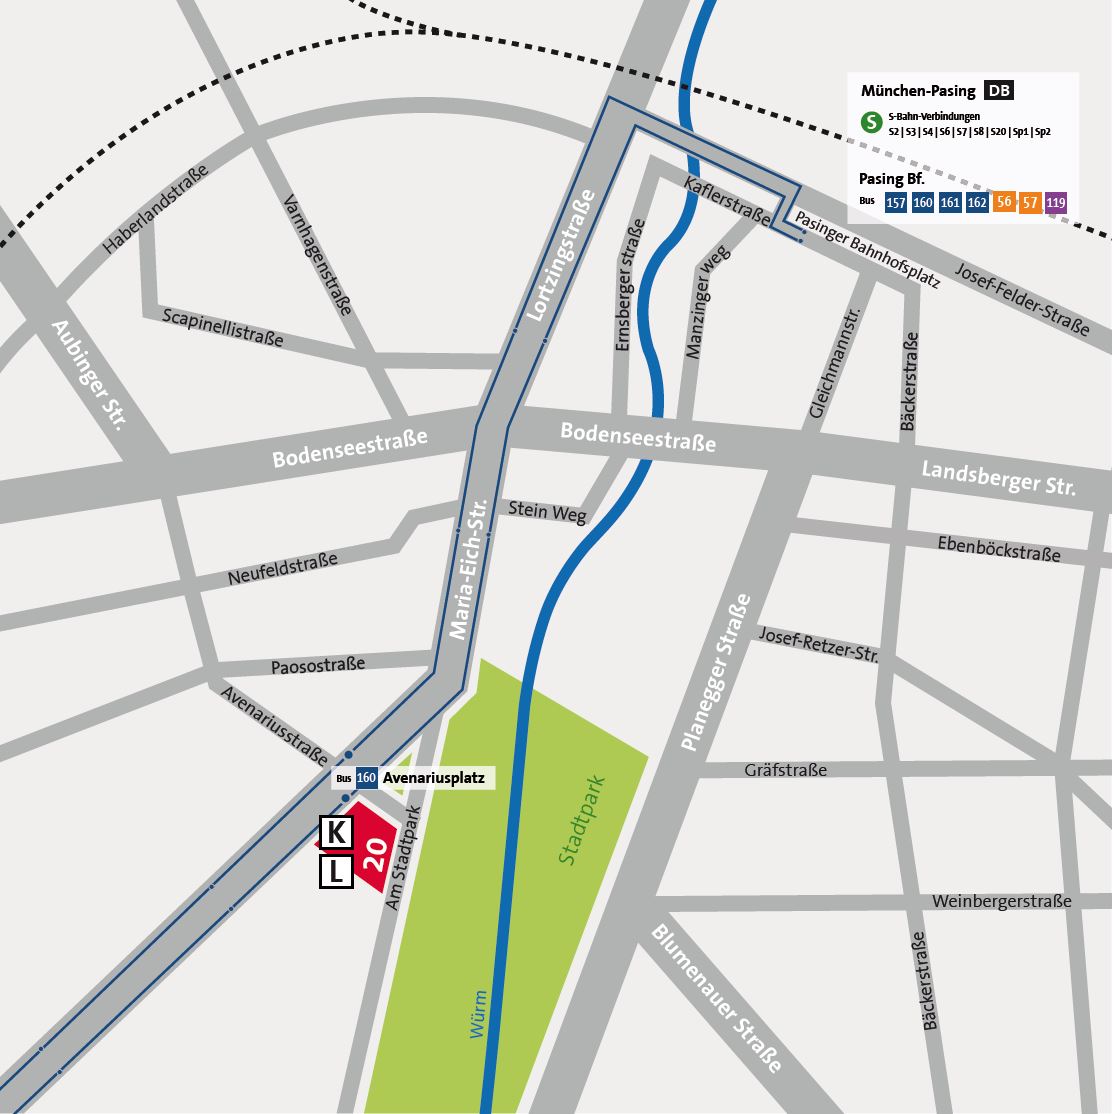 München-Pasing DB
S
S-Bahn-Verbindungen
S2 | S3 | S4 | S6 | S7 | S8 | S20 | Sp1 | Sp2
Pasing Bf.
Bus 157 160 161 162 56 57 119
Haberlandstraße
Varnhagenstraße
Kaflerstraße
Lortzingstraße
Ernsberger straße
Manzinger weg
Pasinger Bahnhofsplatz
Josef-Felder-Straße
Scapinellistraße
Aubinger Str.
Gleichmannstr.
Bäckerstraße
Bodenseestraße
Bodenseestraße
Landsberger Str.
Stein Weg
Maria-Eich-Str.
Neufeldstraße
Ebenböckstraße
Paosostraße
Josef-Retzer-Str.
Planegger Straße
Avenariusstraße
Gräfstraße
Bus 160 Avenariusplatz
Stadtpark
K
L
20
Am Stadtpark
Weinbergerstraße
Blumenauer Straße
Bäckerstraße
Würm